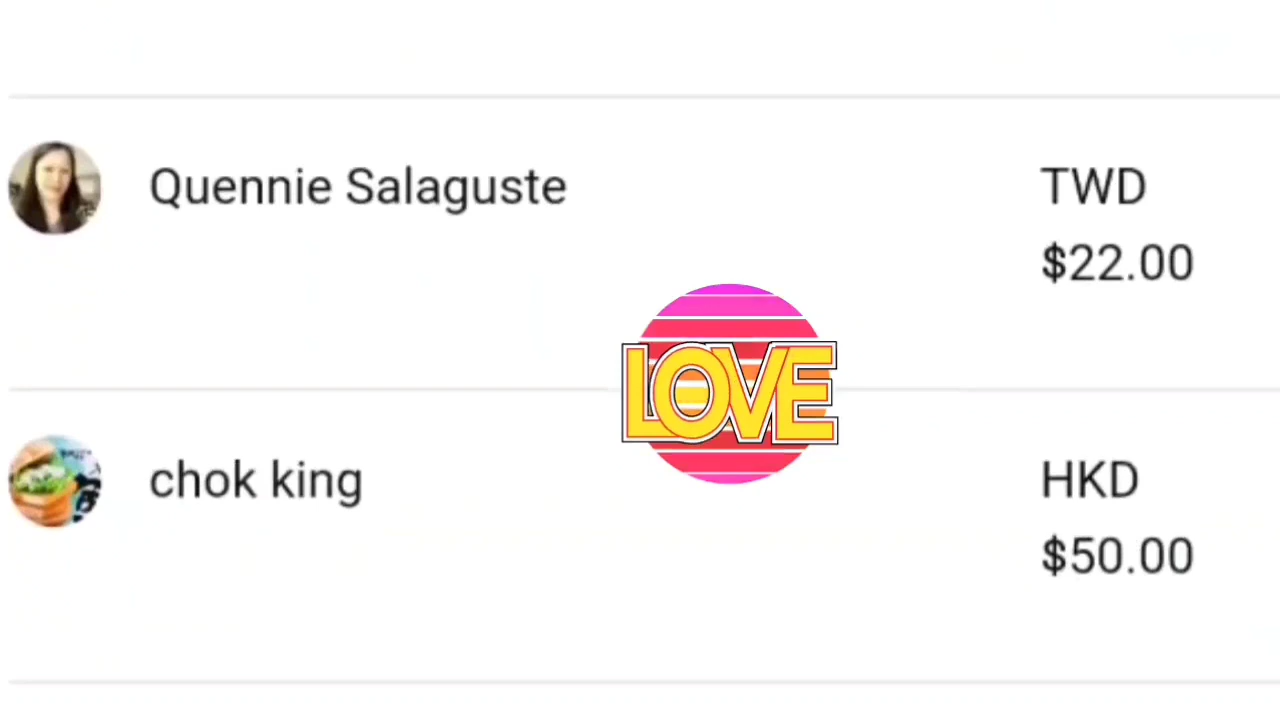 Quennie Salaguste
TWD
$22.00
LOVE
chok king
HKD
$50.00